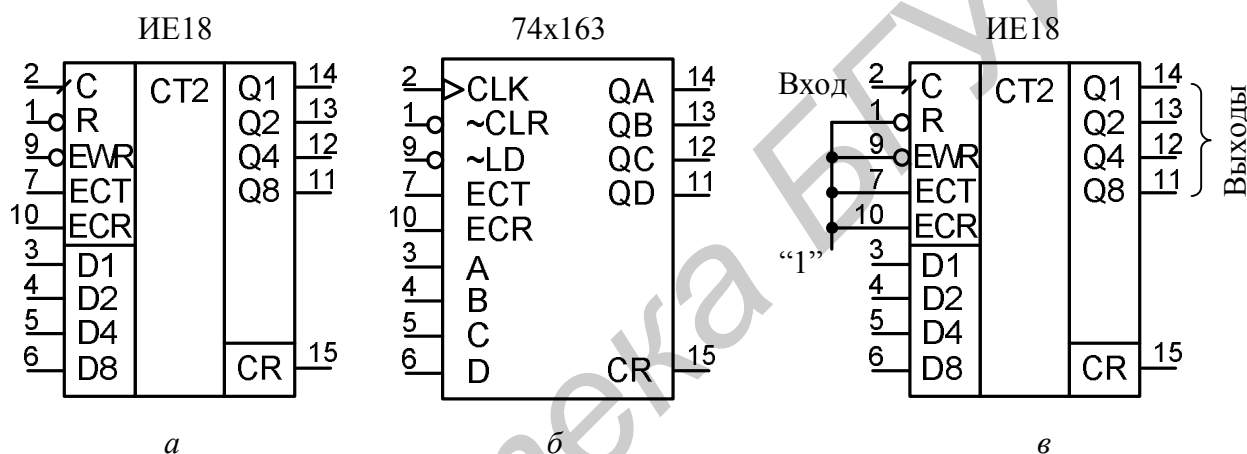 ИЕ18
2 C CT2 Q1 14
1 R Q2 13
9 EWR Q4 12
7 ECT Q8 11
10 ECR
3 D1
4 D2
5 D4
6 D8 CR 15
а
74x163
2 CLK QA 14
1 ~CLR QB 13
9 ~LD QC 12
7 ECT QD 11
10 ECR
3 A
4 B
5 C
6 D CR 15
б
ИЕ18
Вход 2 C CT2 Q1 14
1 R Q2 13
9 EWR Q4 12
7 ECT Q8 11
10 ECR
“1” 3 D1
4 D2
5 D4
6 D8 CR 15
Выходы
в